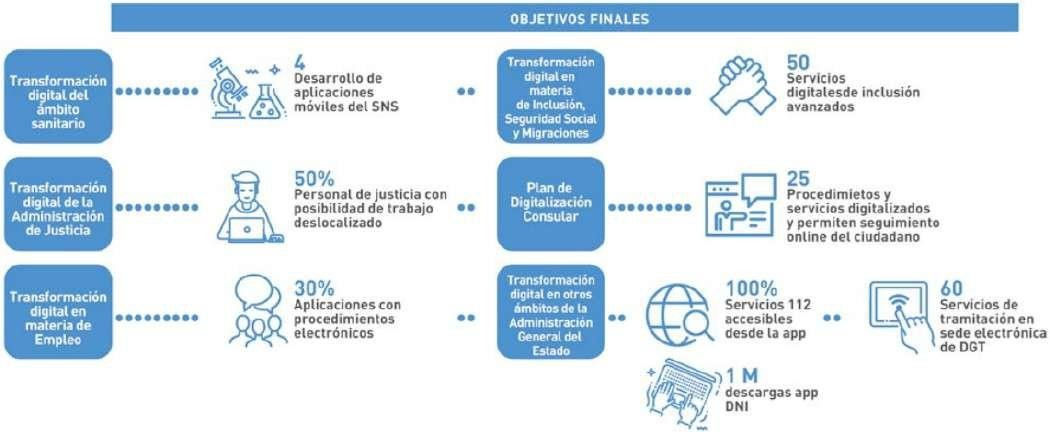 OBJETIVOS FINALES
Transformación
digital del
ámbito
sanitario
4
Desarrollo de
aplicaciones
móviles del SNS
Transformación
digital en
materia
de Inclusión,
Seguridad Social
y Migraciones
50
Servicios
digitalesde inclusión
avanzados
Transformación
digital de la
Administración
de Justicia
50%
Personal de justicia con
posibilidad de trabajo
deslocalizado
Plan de
Digitalización
Consular
25
Procedimietos y
servicios digitalizados
y permiten seguimiento
online del ciudadano
Transformación
digital en
materia de
Empleo
30%
Aplicaciones con
procedimientos
electrónicos
Transformación
digital en otros
ámbitos de la
Administración
General del
Estado
100%
Servicios 112
accesibles
desde la app
60
Servicios de
tramitación en
sede electrónica
de DGT
1 M
descargas app
DNI